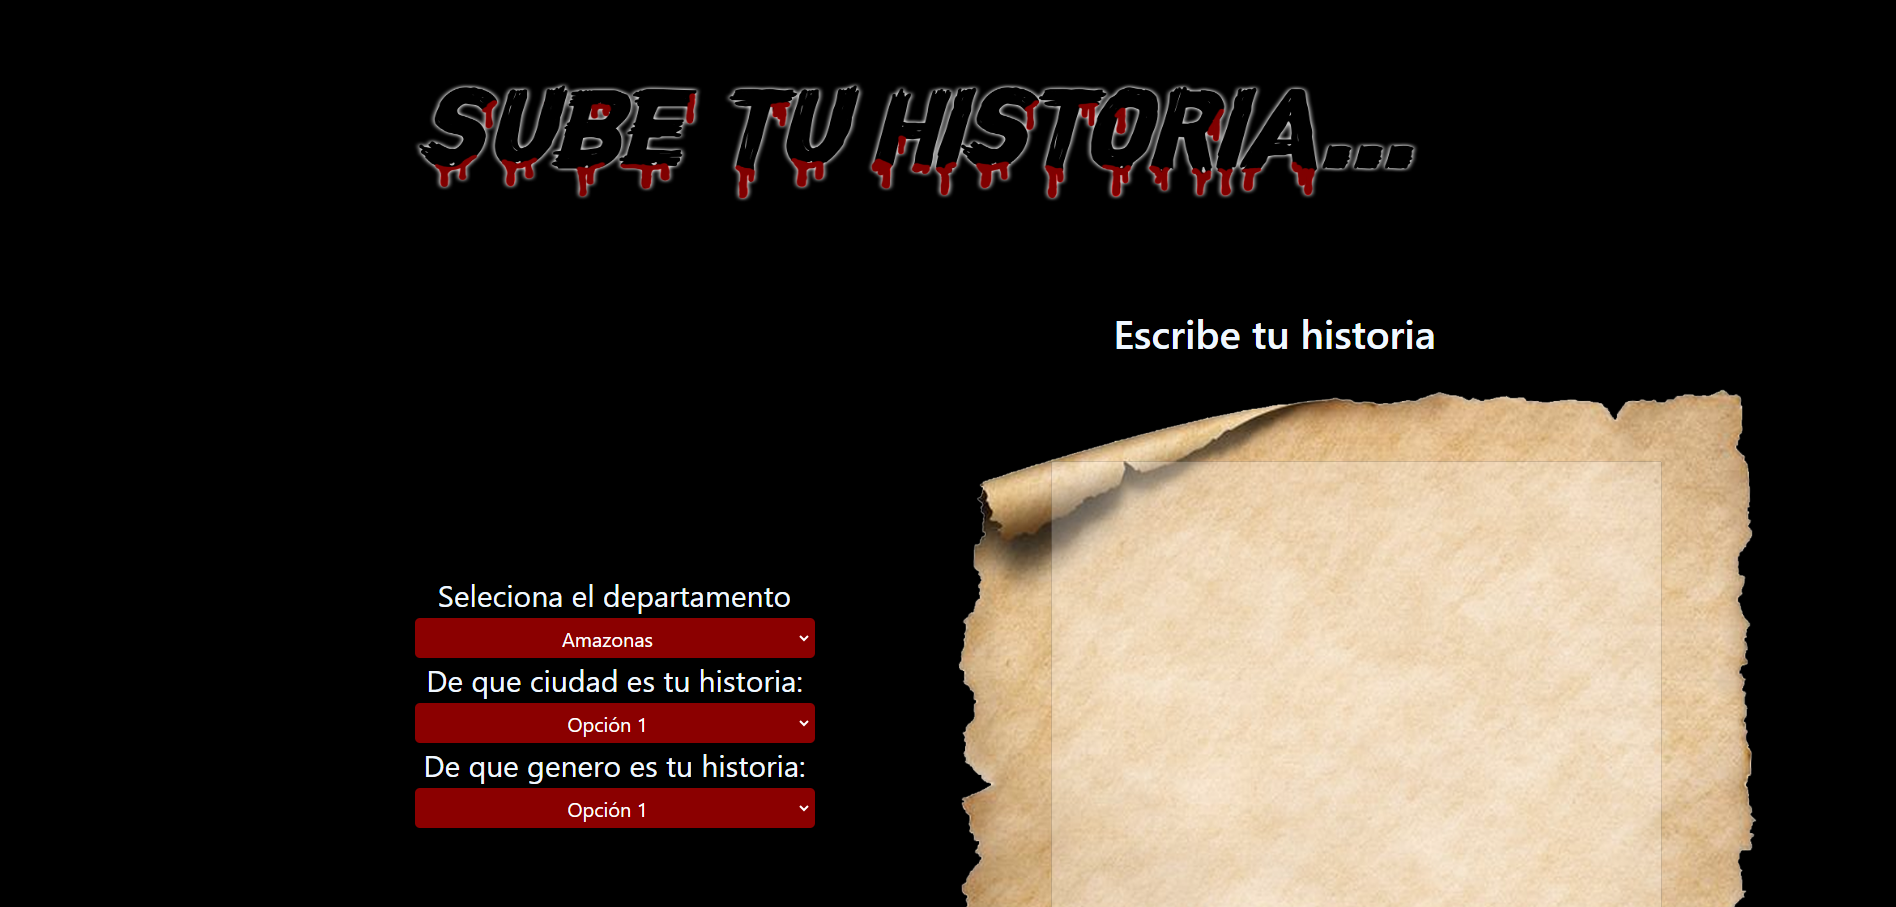 SUBE TU HISTORIA...
Escribe tu historia
Seleciona el departamento
Amazonas
De que ciudad es tu historia:
Opción 1
De que genero es tu historia:
Opción 1